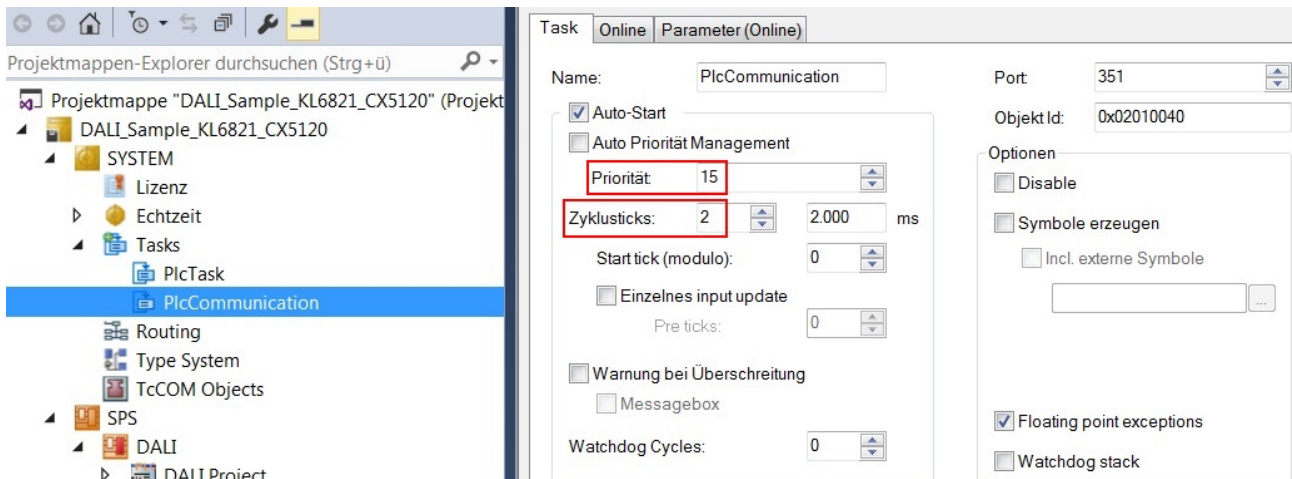 Projektmappen-Explorer durchsuchen (Strg+ü)
Projektmappe "DALI_Sample_KL6821_CX5120" (Projekt
DALI_Sample_KL6821_CX5120
SYSTEM
Lizenz
Echtzeit
Tasks
PlcTask
PlcCommunication
Routing
Type System
TcCOM Objects
SPS
DALI
DALI Project
Task Online Parameter (Online)
Name: PlcCommunication
Auto-Start
Auto Priorität Management
Priorität: 15
Zyklusticks: 2 2.000 ms
Start tick (modulo): 0
Einzelnes input update
Pre ticks: 0
Warnung bei Überschreitung
Messagebox
Watchdog Cycles: 0
Port: 351
Objekt Id: 0x02010040
Optionen
Disable
Symbole erzeugen
Incl. externe Symbole
...
Floating point exceptions
Watchdog stack